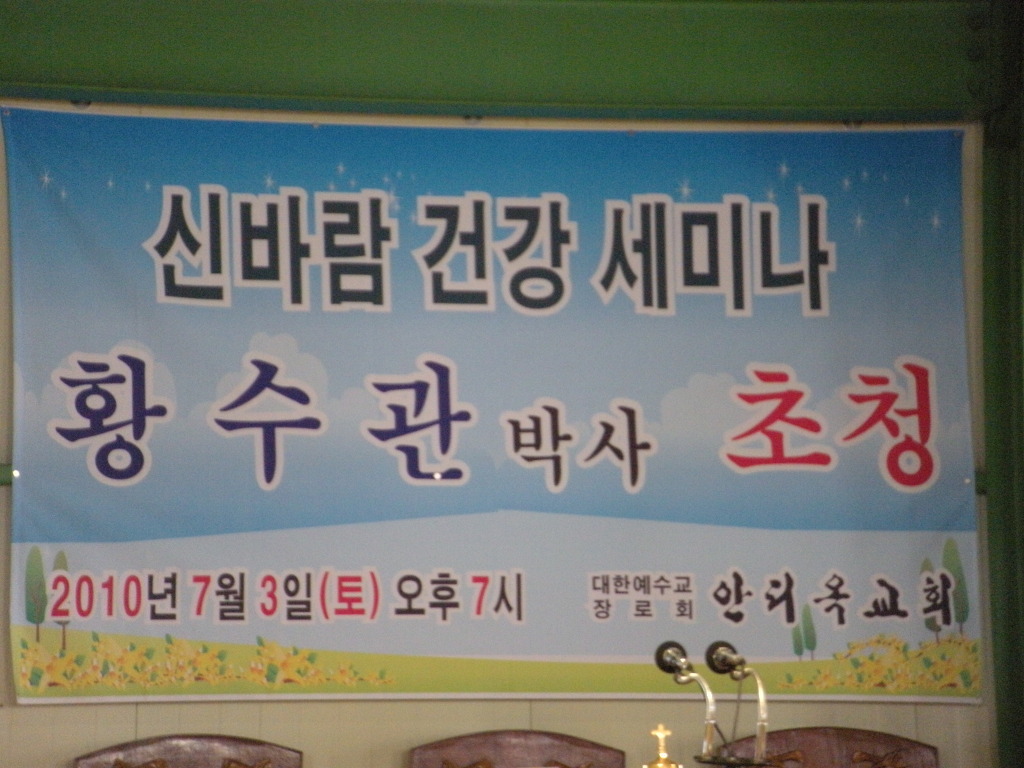 신바람 건강 세미나
황수관 박사 초청
2010년 7월 3일(토) 오후 7시
대한예수교
장로회
안디옥교회